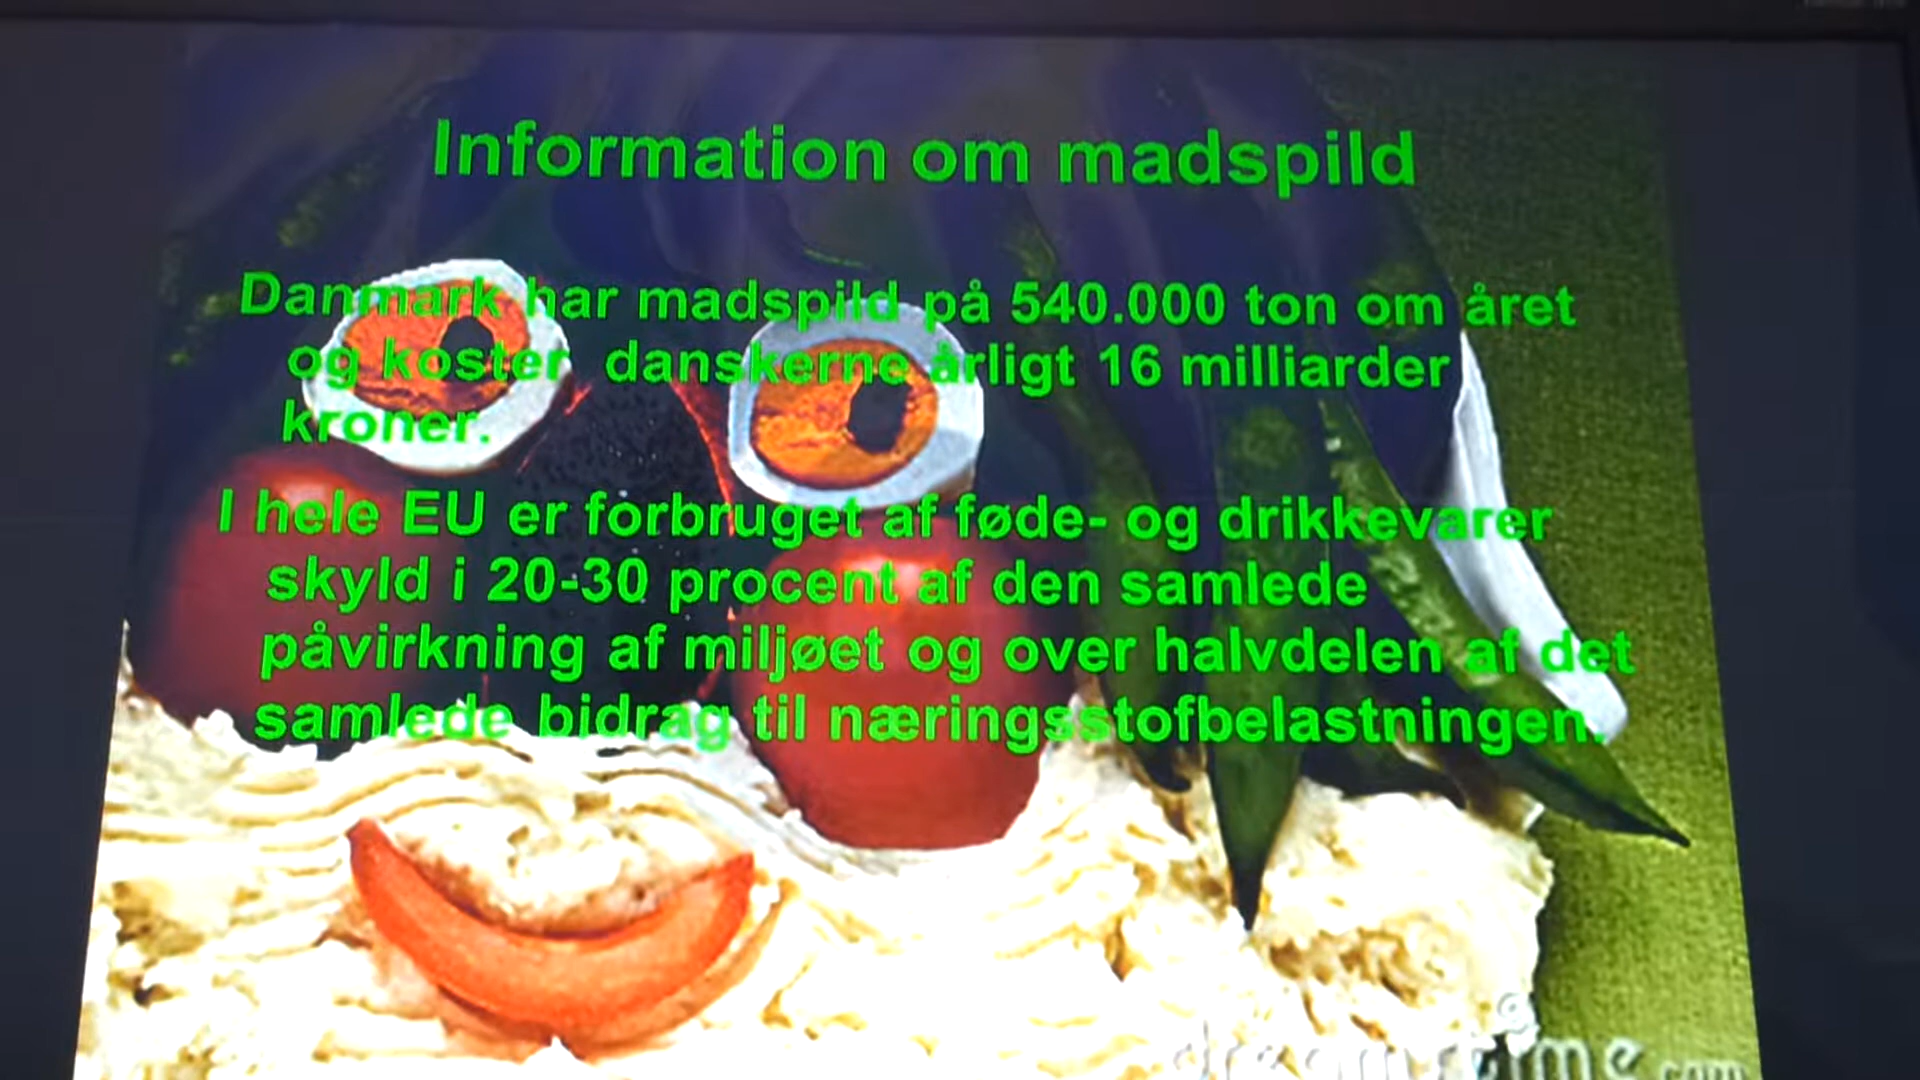 Information om madspild
Danmark har madspild på 540.000 ton om året
og koster danskerne årligt 16 milliarder
kroner.
I hele EU er forbruget af føde- og drikkevarer
skyld i 20-30 procent af den samlede
påvirkning af miljøet og over halvdelen af det
samlede bidrag til næringsstofbelastningen.
dreamstime.com